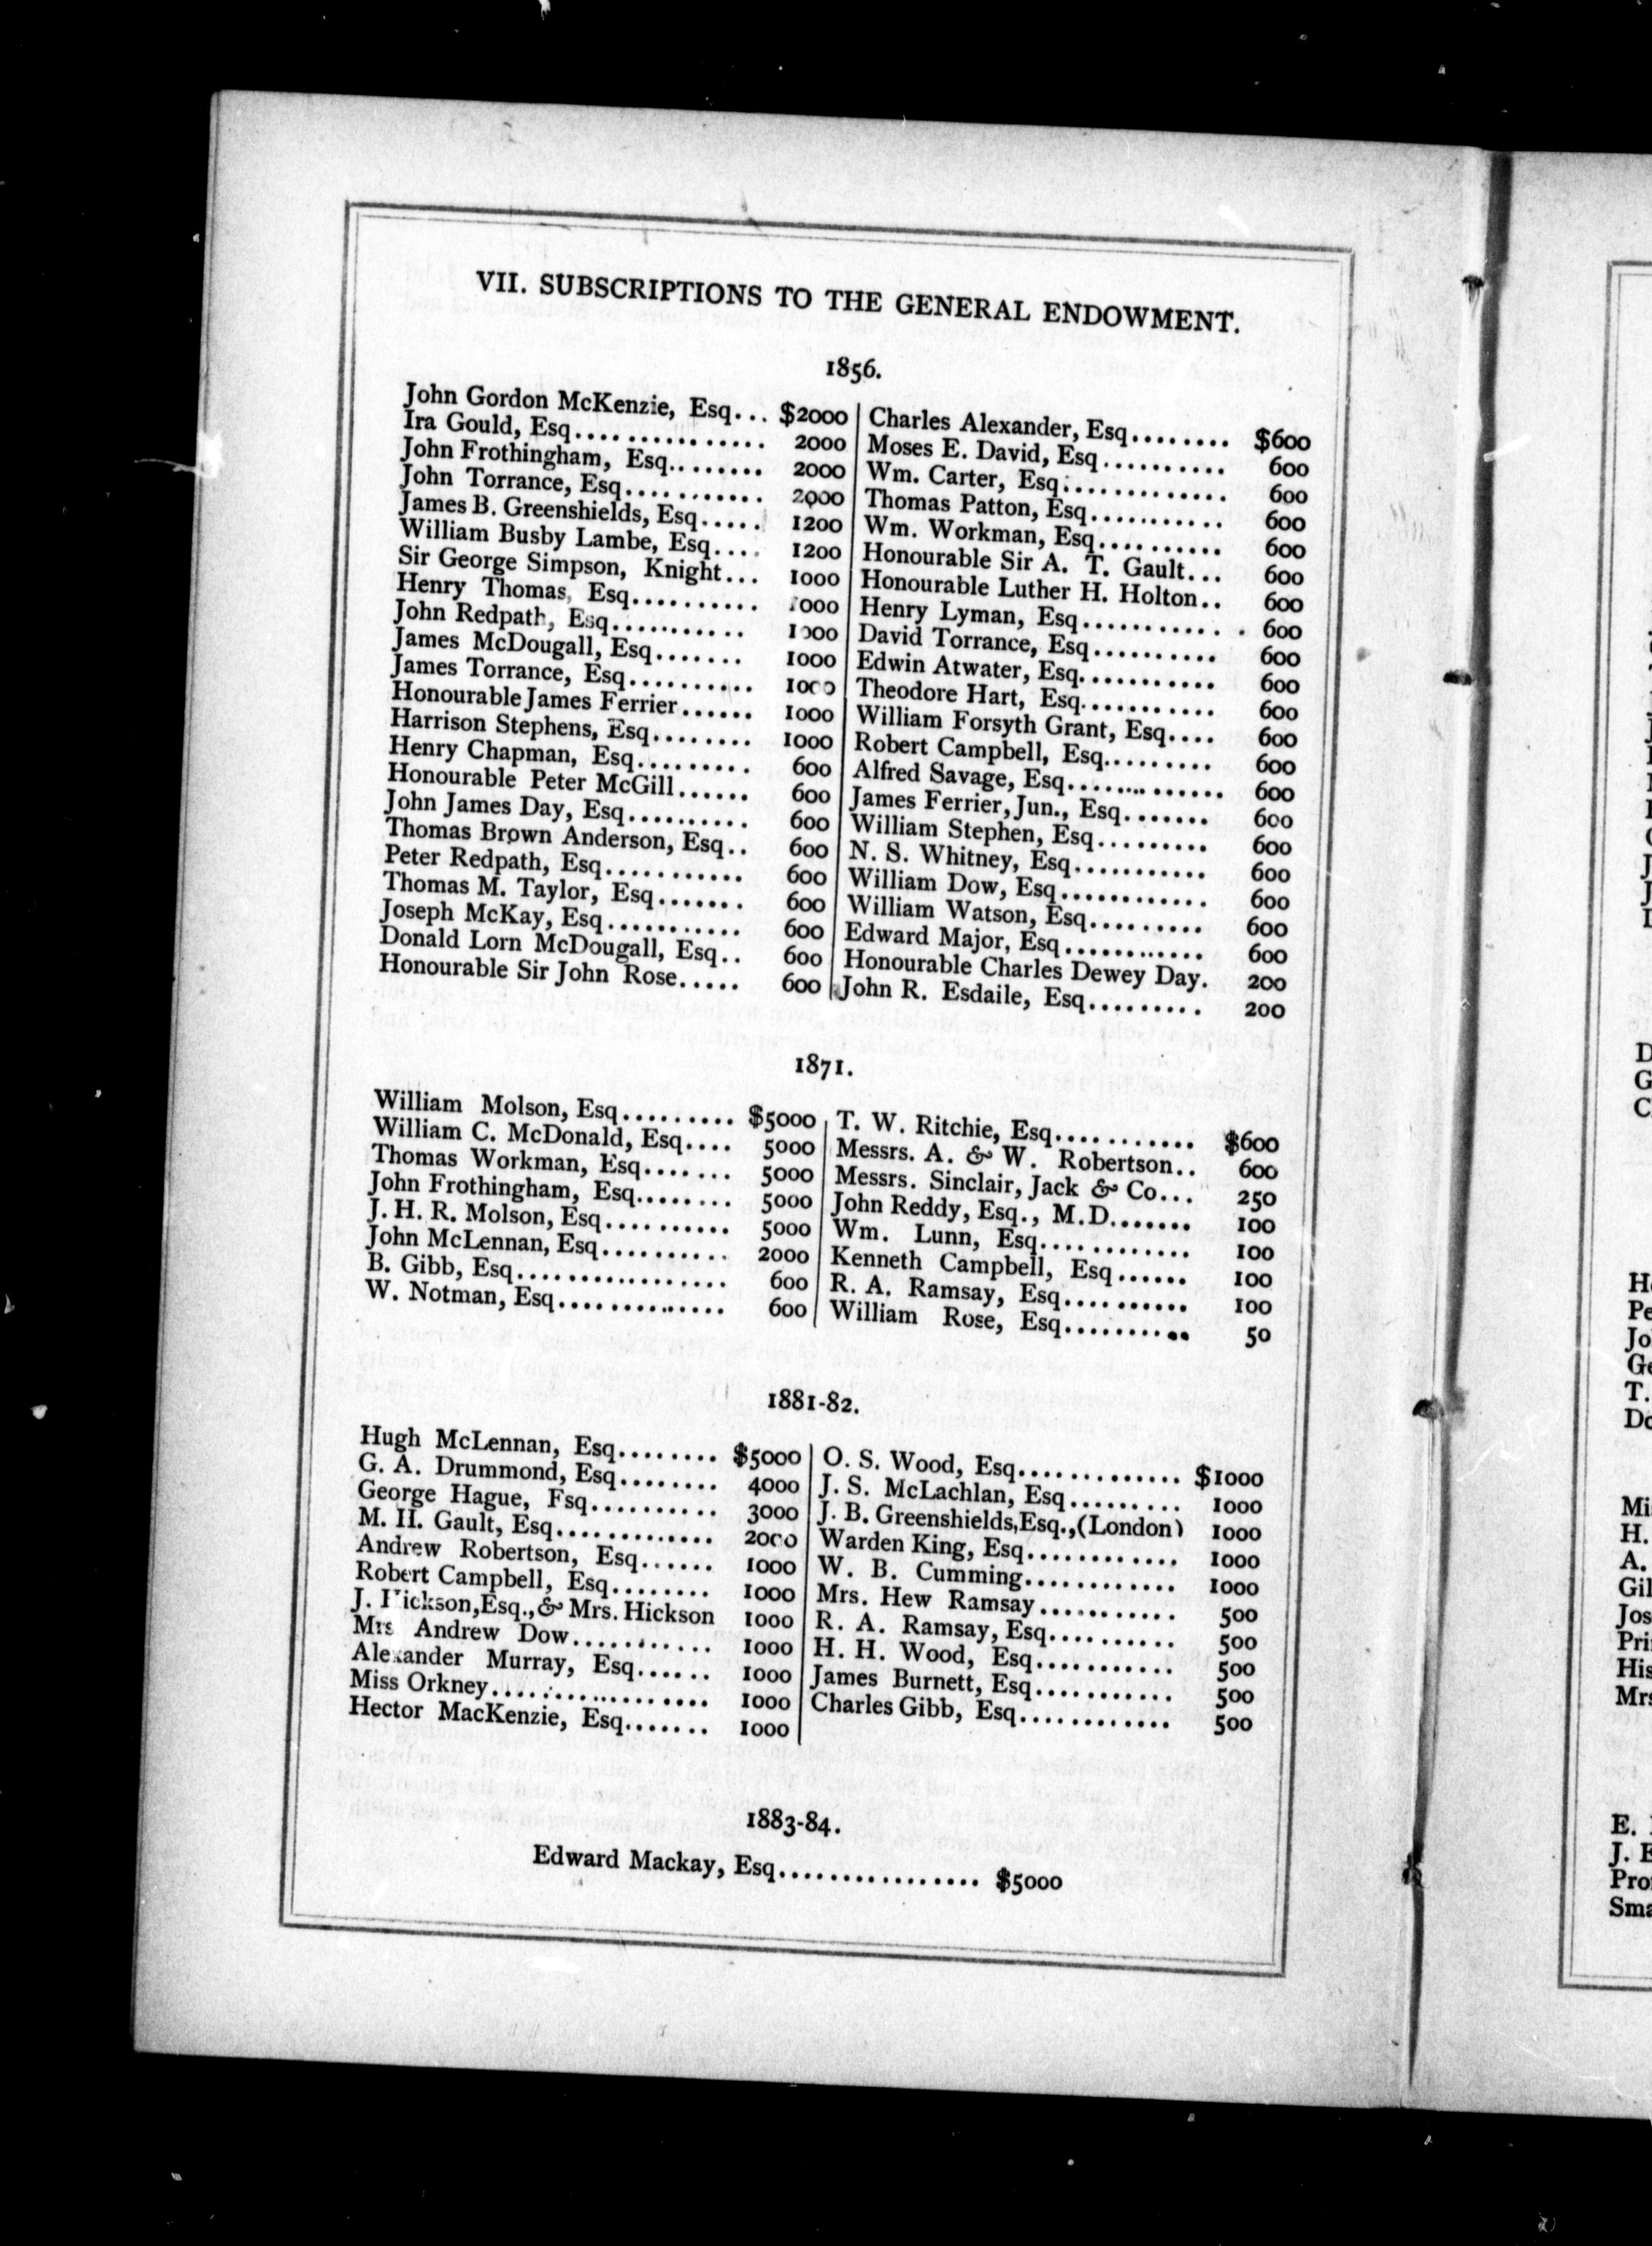 VII. SUBSCRIPTIONS TO THE GENERAL ENDOWMENT.
1856.
John Gordon McKenzie, Esq... $2000
Ira Gould, Esq............... 2000
John Frothingham, Esq........ 2000
John Torrance, Esq........... 2000
James B. Greenshields, Esq..... 1200
William Busby Lambe, Esq.... 1200
Sir George Simpson, Knight... 1000
Henry Thomas, Esq.......... 1000
John Redpath, Esq........... 1000
James McDougall, Esq....... 1000
James Torrance, Esq.......... 1000
Honourable James Ferrier...... 1000
Harrison Stephens, Esq........ 1000
Henry Chapman, Esq......... 600
Honourable Peter McGill...... 600
John James Day, Esq.......... 600
Thomas Brown Anderson, Esq.. 600
Peter Redpath, Esq........... 600
Thomas M. Taylor, Esq....... 600
Joseph McKay, Esq........... 600
Donald Lorn McDougall, Esq.. 600
Honourable Sir John Rose..... 600
Charles Alexander, Esq........ $600
Moses E. David, Esq.......... 600
Wm. Carter, Esq.............. 600
Thomas Patton, Esq........... 600
Wm. Workman, Esq.......... 600
Honourable Sir A. T. Gault... 600
Honourable Luther H. Holton.. 600
Henry Lyman, Esq............ 600
David Torrance, Esq.......... 600
Edwin Atwater, Esq........... 600
Theodore Hart, Esq........... 600
William Forsyth Grant, Esq.... 600
Robert Campbell, Esq......... 600
Alfred Savage, Esq............. 600
James Ferrier, Jun., Esq....... 600
William Stephen, Esq......... 600
N. S. Whitney, Esq........... 600
William Dow, Esq............ 600
William Watson, Esq......... 600
Edward Major, Esq........... 600
Honourable Charles Dewey Day. 200
John R. Esdaile, Esq......... 200
1871.
William Molson, Esq......... $5000
William C. McDonald, Esq.... 5000
Thomas Workman, Esq....... 5000
John Frothingham, Esq........ 5000
J. H. R. Molson, Esq.......... 5000
John McLennan, Esq.......... 2000
B. Gibb, Esq................. 600
W. Notman, Esq............. 600
T. W. Ritchie, Esq........... $600
Messrs. A. & W. Robertson.. 600
Messrs. Sinclair, Jack & Co... 250
John Reddy, Esq., M.D....... 100
Wm. Lunn, Esq............. 100
Kenneth Campbell, Esq...... 100
R. A. Ramsay, Esq.......... 100
William Rose, Esq.......... 50
1881-82.
Hugh McLennan, Esq........ $5000
G. A. Drummond, Esq........ 4000
George Hague, Esq.......... 3000
M. H. Gault, Esq............. 2000
Andrew Robertson, Esq...... 1000
Robert Campbell, Esq........ 1000
J. Hickson, Esq., & Mrs. Hickson 1000
Mrs Andrew Dow........... 1000
Alexander Murray, Esq...... 1000
Miss Orkney................. 1000
Hector MacKenzie, Esq....... 1000
O. S. Wood, Esq.............. $1000
J. S. McLachlan, Esq......... 1000
J. B. Greenshields, Esq., (London) 1000
Warden King, Esq............ 1000
W. B. Cumming............ 1000
Mrs. Hew Ramsay........... 500
R. A. Ramsay, Esq.......... 500
H. H. Wood, Esq........... 500
James Burnett, Esq........... 500
Charles Gibb, Esq............ 500
1883-84.
Edward Mackay, Esq................ $5000
D
G
C
H
Pe
Jo
Ge
T.
Do
Mi
H.
A.
Gil
Jos
Pri
His
Mrs
E.
J. E
Pro
Sma